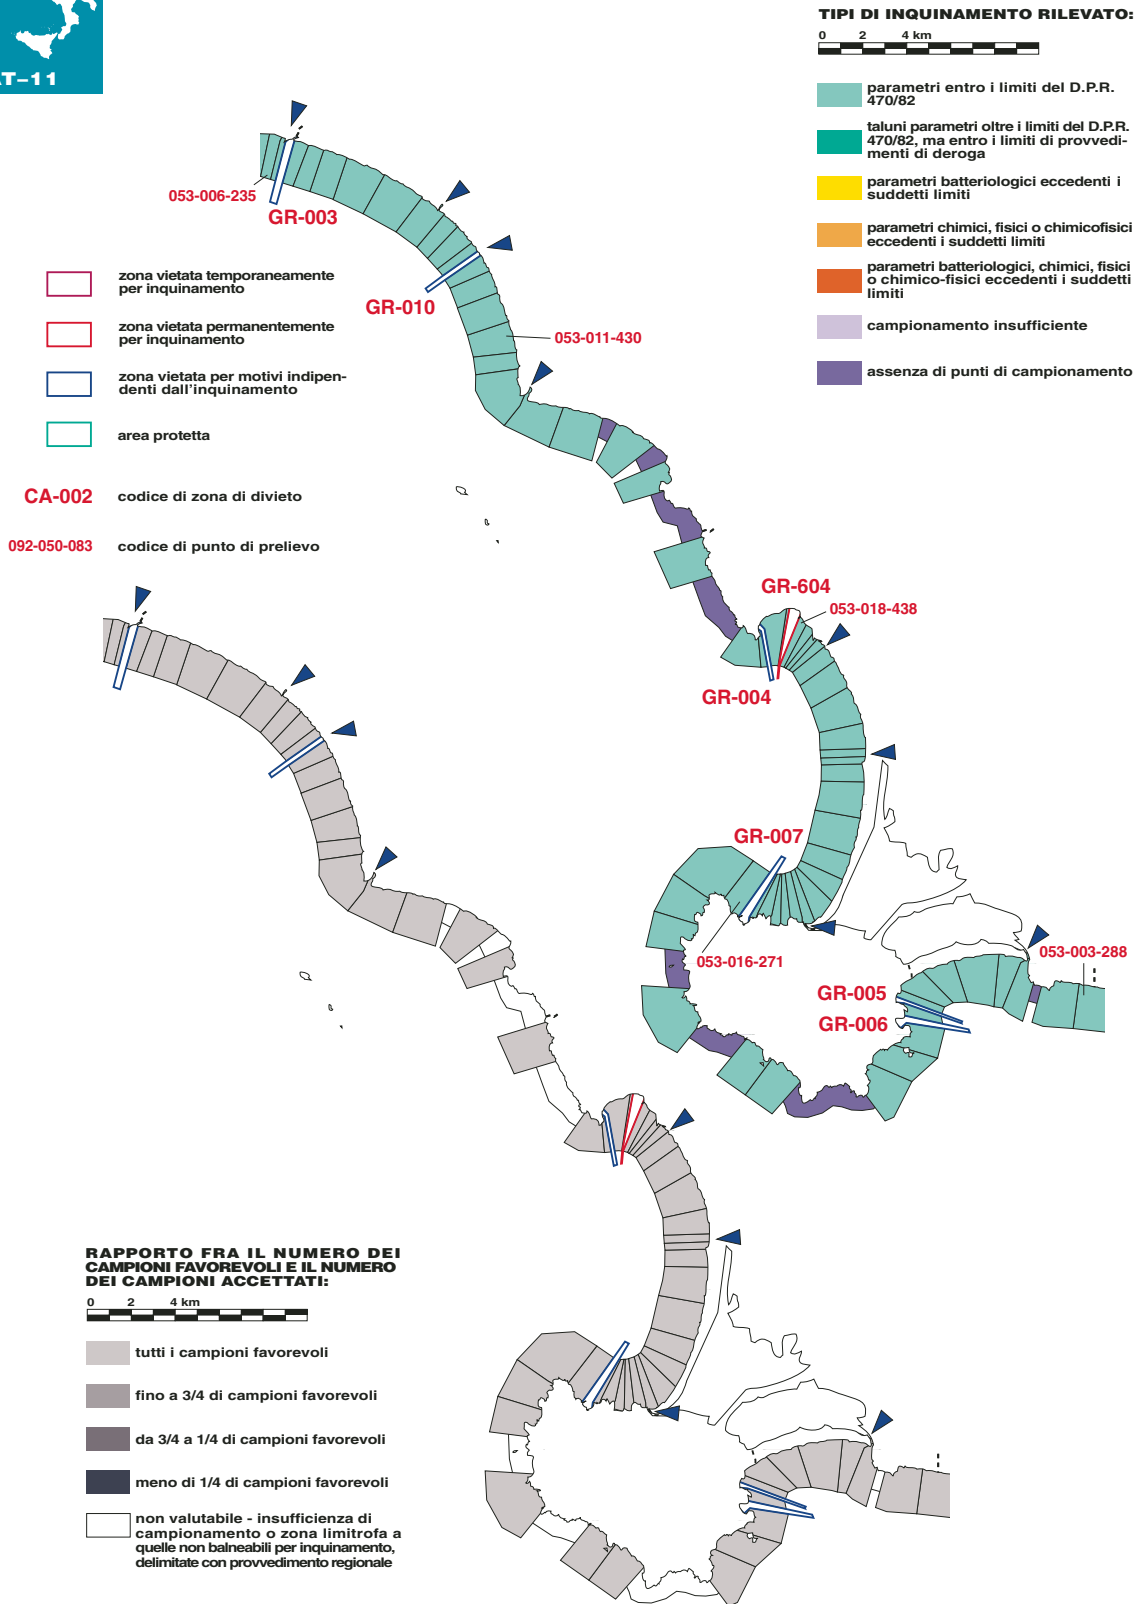 TIPI DI INQUINAMENTO RILEVATO:
0 2 4 km
parametri entro i limiti del D.P.R.
470/82
taluni parametri oltre i limiti del D.P.R.
470/82, ma entro i limiti di provvedi-
menti di deroga
parametri batteriologici eccedenti i
suddetti limiti
parametri chimici, fisici o chimicofisici
eccedenti i suddetti limiti
parametri batteriologici, chimici, fisici
o chimico-fisici eccedenti i suddetti
limiti
campionamento insufficiente
assenza di punti di campionamento
053-006-235
GR-003
GR-010
053-011-430
zona vietata temporaneamente
per inquinamento
zona vietata permanentemente
per inquinamento
zona vietata per motivi indipen-
denti dall'inquinamento
area protetta
CA-002 codice di zona di divieto
092-050-083 codice di punto di prelievo
GR-604
053-018-438
GR-004
GR-007
053-016-271
053-003-288
GR-005
GR-006
RAPPORTO FRA IL NUMERO DEI
CAMPIONI FAVOREVOLI E IL NUMERO
DEI CAMPIONI ACCETTATI:
0 2 4 km
tutti i campioni favorevoli
fino a 3/4 di campioni favorevoli
da 3/4 a 1/4 di campioni favorevoli
meno di 1/4 di campioni favorevoli
non valutabile - insufficienza di
campionamento o zona limitrofa a
quelle non balneabili per inquinamento,
delimitate con provvedimento regionale